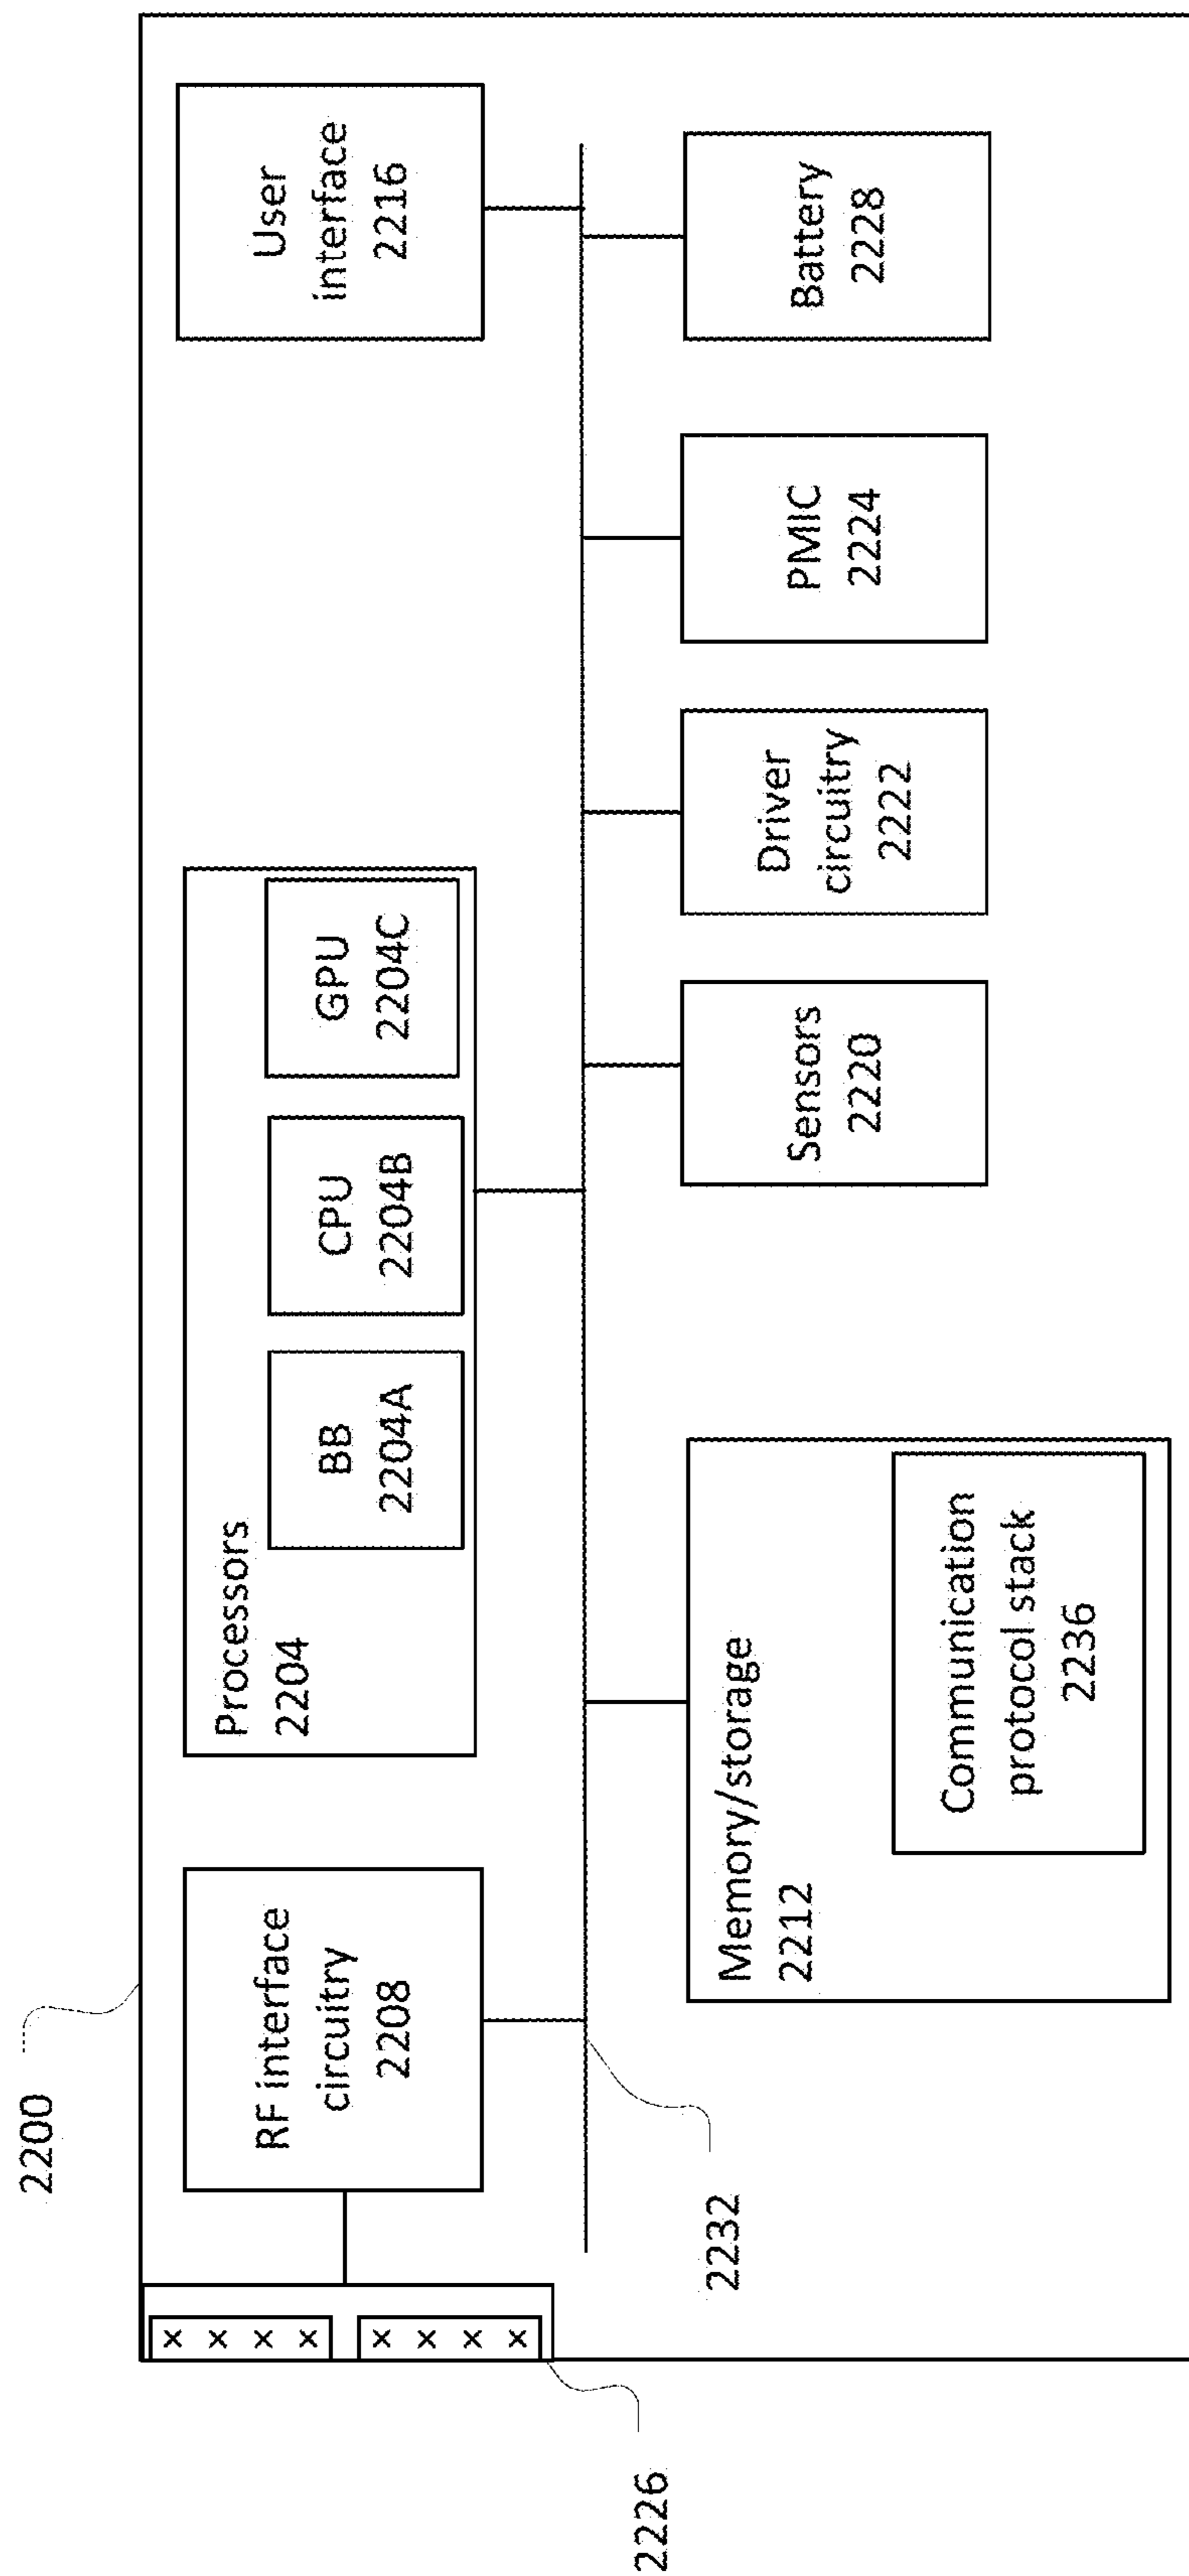 2200
RF interface
circuitry
2208
Processors
2204
BB
2204A
CPU
2204B
GPU
2204C
User
interface
2216
2226
2232
Memory/storage
2212
Communication
protocol stack
2236
Sensors
2220
Driver
circuitry
2222
PMIC
2224
Battery
2228
x
x
x
x
x
x
x
x